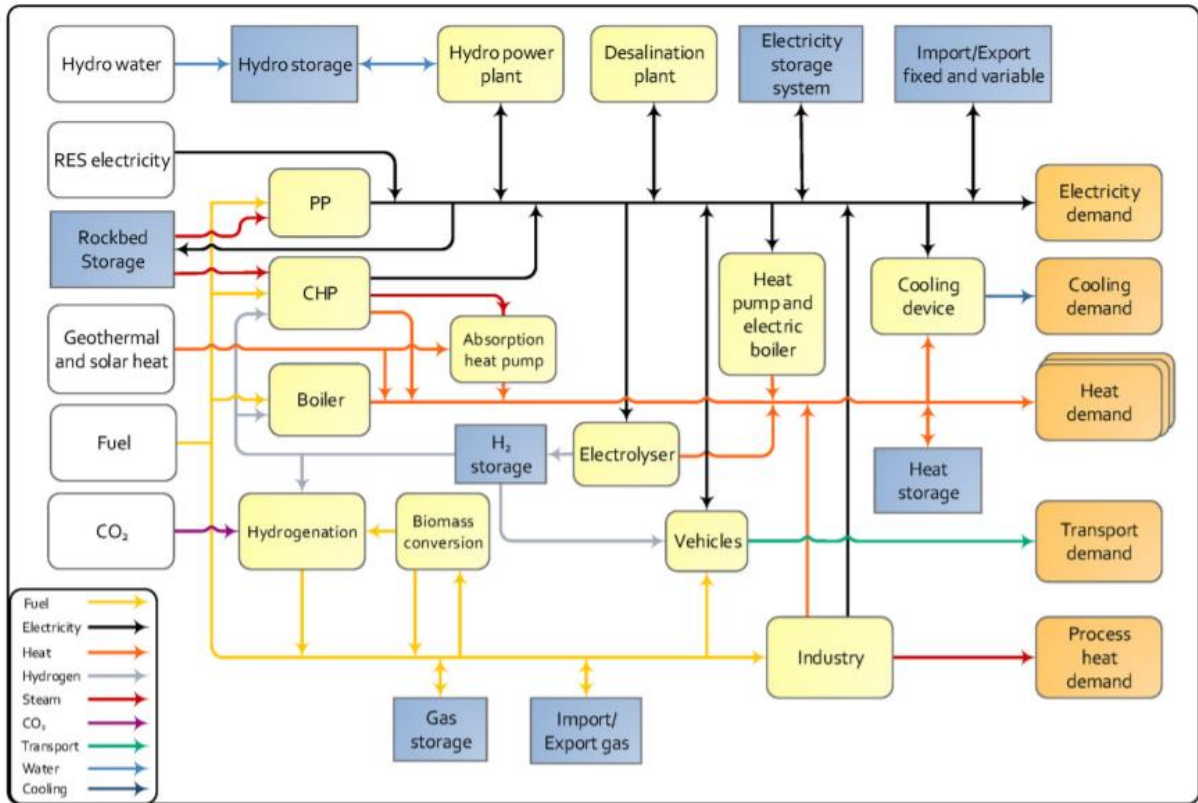 Hydro water
Hydro storage
Hydro power
plant
Desalination
plant
Electricity
storage
system
Import/Export
fixed and variable
RES electricity
PP
Electricity
demand
Rockbed
Storage
CHP
Heat
pump and
electric
boiler
Cooling
device
Cooling
demand
Geothermal
and solar heat
Absorption
heat pump
Boiler
Heat
demand
Fuel
H₂
storage
Electrolyser
Heat
storage
CO₂
Hydrogenation
Biomass
conversion
Vehicles
Transport
demand
Industry
Process
heat
demand
Gas
storage
Import/
Export gas
Fuel
Electricity
Heat
Hydrogen
Steam
CO₂
Transport
Water
Cooling